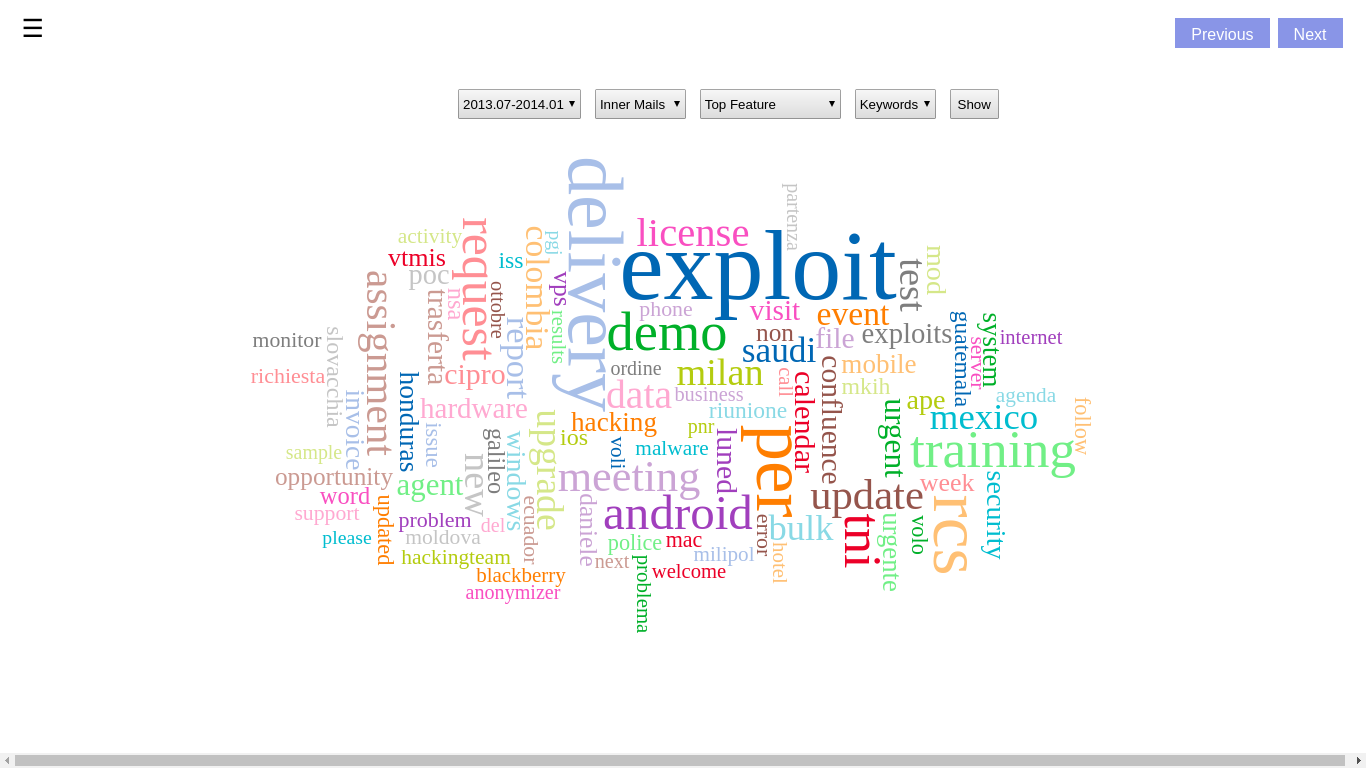 ☰
Previous
Next
2013.07-2014.01
Inner Mails
Top Feature
Keywords
Show
delivery
partenza
license
exploit
request
activity
colombia
pgi
vtmis
iss
poc
test
mod
assignment
nsa
trasferta
ottobre
vps
phone
visit
event
results
report
demo
non
file
exploits
guatemala
system
server
internet
monitor
slovacchia
saudi
ordine
milan
mobile
richiesta
cipro
honduras
call
calendar
confluence
mkih
data
business
agenda
invoice
hardware
riunione
ape
urgent
mexico
follow
issue
galileo
windows
upgrade
hacking
pnr
per
ios
voli
malware
luned
training
sample
opportunity
new
agent
meeting
week
security
word
update
rcs
support
updated
problem
del
ecuador
daniele
android
error
bulk
tni
urgente
volo
please
moldova
police
mac
milipol
hotel
hackingteam
next
problema
welcome
blackberry
anonymizer